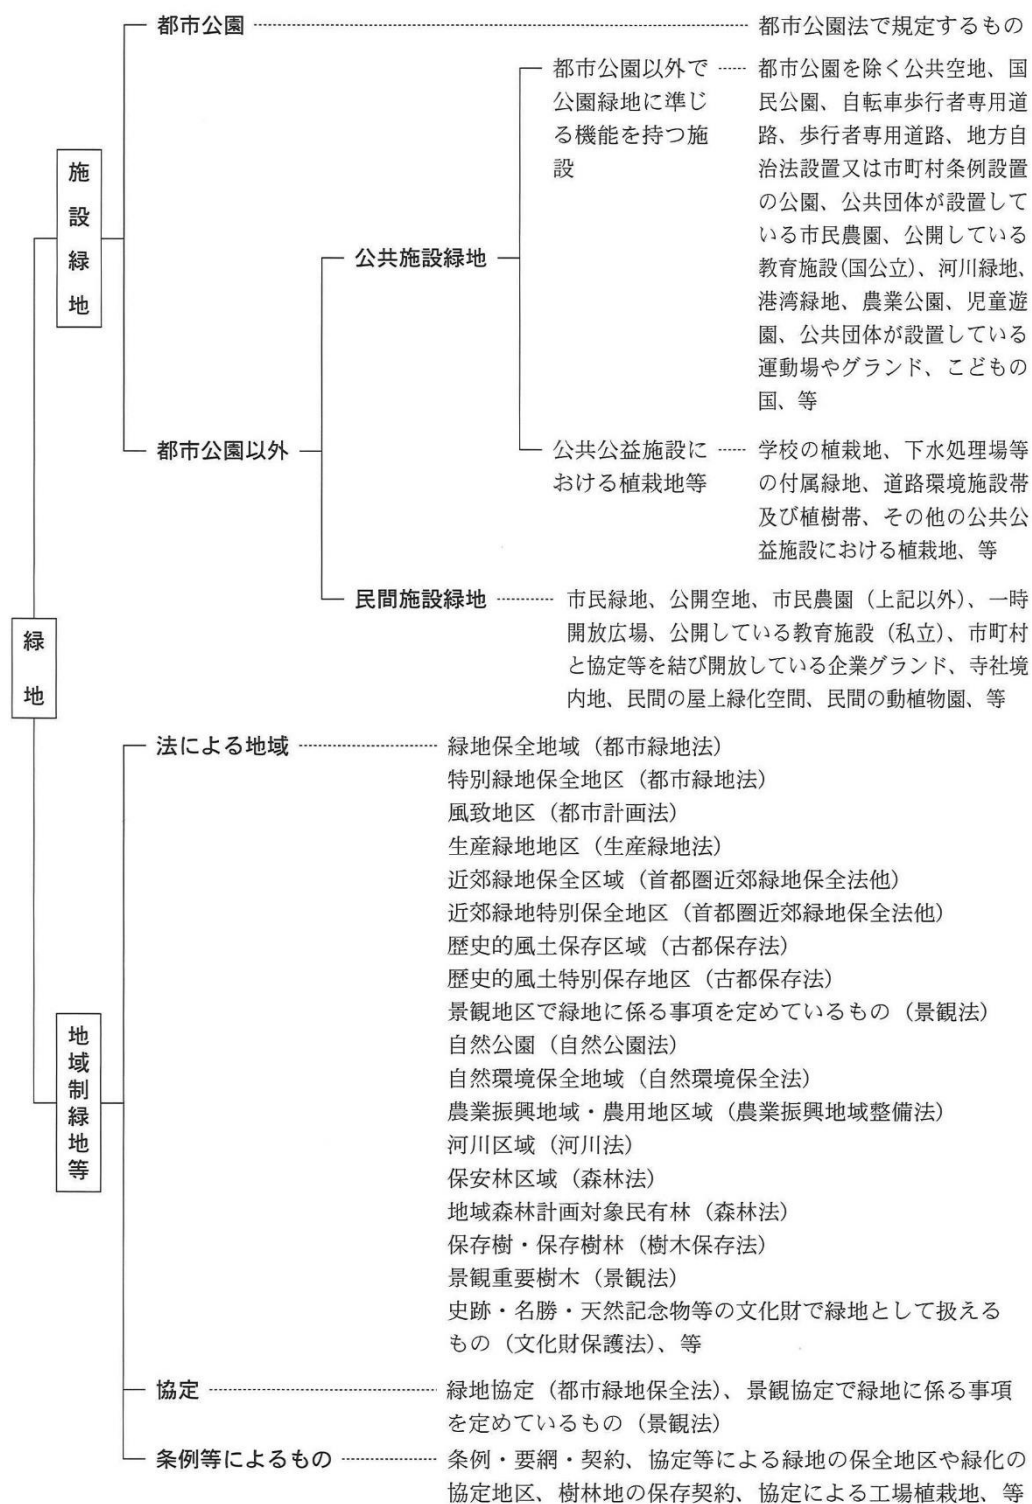 都市公園 都市公園法で規定するもの
都市公園以外で
公園緑地に準じ
る機能を持つ施
設
都市公園を除く公共空地、国
民公園、自転車歩行者専用道
路、歩行者専用道路、地方自
治法設置又は市町村条例設置
の公園、公共団体が設置して
いる市民農園、公開している
教育施設(国公立)、河川緑地、
港湾緑地、農業公園、児童遊
園、公共団体が設置している
運動場やグランド、こどもの
国、等
施設緑地
公共施設緑地
都市公園以外
公共公益施設に
おける植栽地等
学校の植栽地、下水処理場等
の付属緑地、道路環境施設帯
及び植樹帯、その他の公共公
益施設における植栽地、等
民間施設緑地
市民緑地、公開空地、市民農園（上記以外）、一時
開放広場、公開している教育施設（私立）、市町村
と協定等を結び開放している企業グランド、寺社境
内地、民間の屋上緑化空間、民間の動植物園、等
緑地
法による地域
緑地保全地域（都市緑地法）
特別緑地保全地区（都市緑地法）
風致地区（都市計画法）
生産緑地地区（生産緑地法）
近郊緑地保全区域（首都圏近郊緑地保全法他）
近郊緑地特別保全地区（首都圏近郊緑地保全法他）
歴史的風土保存区域（古都保存法）
歴史的風土特別保存地区（古都保存法）
景観地区で緑地に係る事項を定めているもの（景観法）
自然公園（自然公園法）
自然環境保全地域（自然環境保全法）
農業振興地域・農用地区域（農業振興地域整備法）
河川区域（河川法）
保安林区域（森林法）
地域森林計画対象民有林（森林法）
保存樹・保存樹林（樹木保存法）
景観重要樹木（景観法）
史跡・名勝・天然記念物等の文化財で緑地として扱える
もの（文化財保護法）、等
地域制緑地等
協定
緑地協定（都市緑地保全法）、景観協定で緑地に係る事項
を定めているもの（景観法）
条例等によるもの
条例・要綱・契約、協定等による緑地の保全地区や緑化の
協定地区、樹林地の保存契約、協定による工場植栽地、等